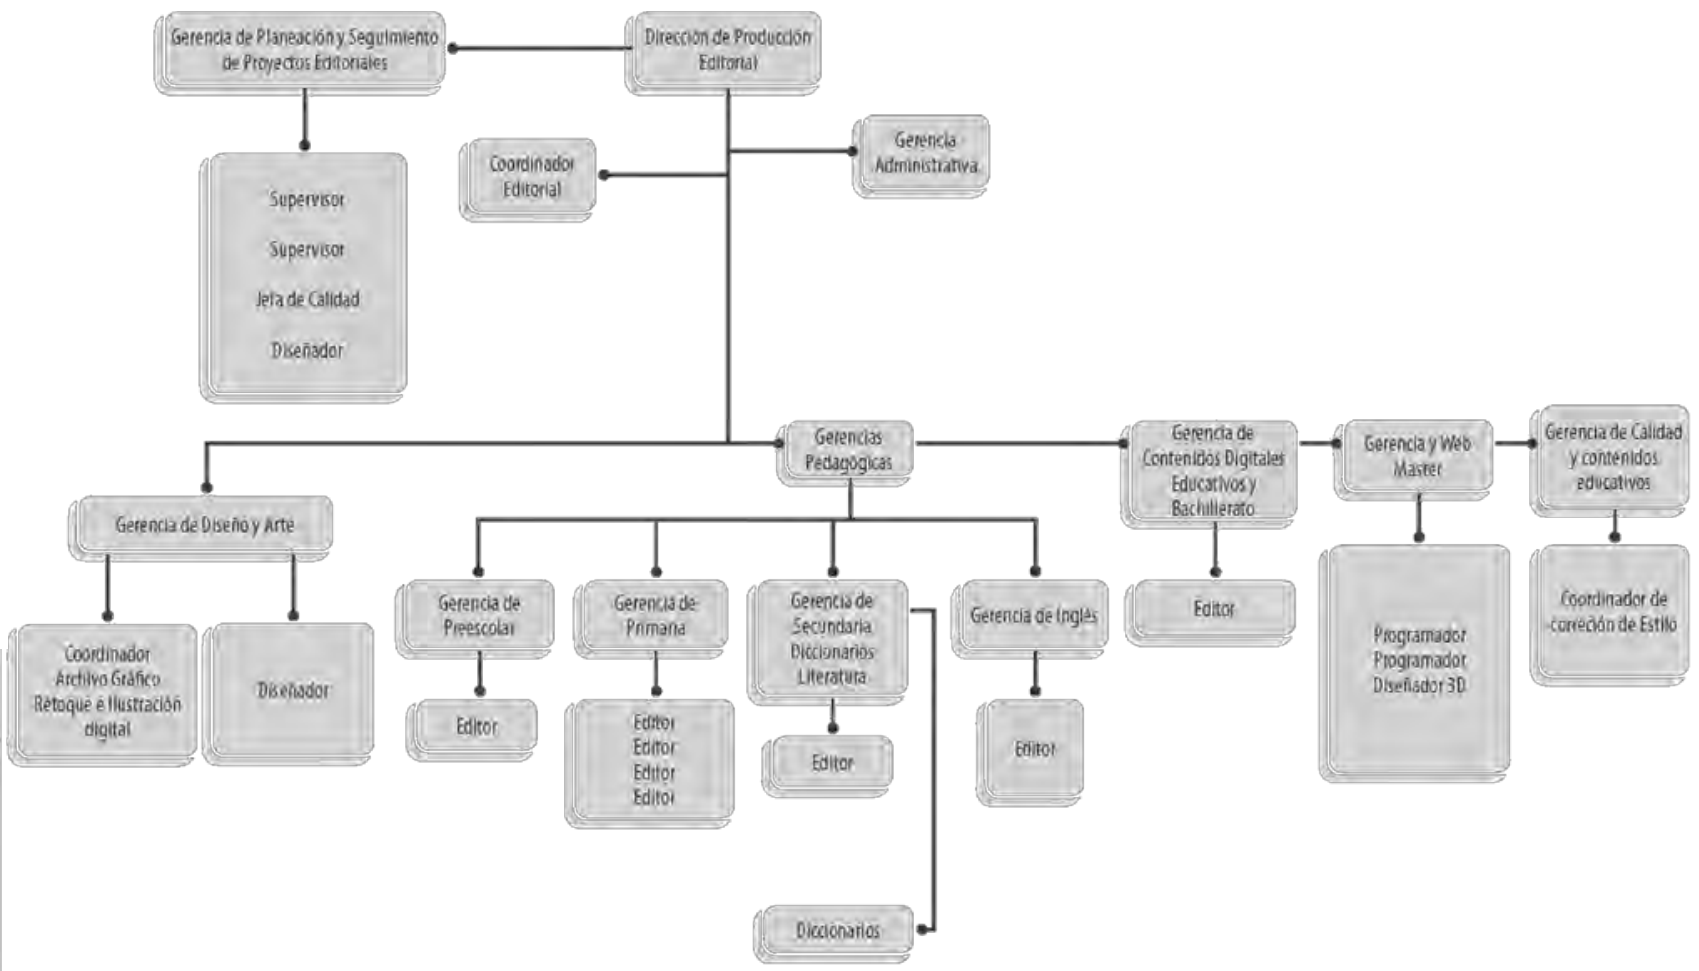 Gerencia de Planeación y Seguimiento
de Proyectos Editoriales
Dirección de Producción
Editorial
Gerencia
Administrativa
Coordinador
Editorial
Supervisor
Supervisor
Jefa de Calidad
Diseñador
Gerencias
Pedagógicas
Gerencia de
Contenidos Digitales
Educativos y
Bachillerato
Gerencia y Web
Master
Gerencia de Calidad
y contenidos
educativos
Gerencia de Diseño y Arte
Gerencia de
Preescolar
Gerencia de
Primaria
Gerencia de
Secundaria
Diccionarios
Literatura
Gerencia de Inglés
Editor
Programador
Programador
Diseñador 3D
Coordinador de
correción de Estilo
Coordinador
Archivo Gráfico
Retoque e Ilustración
digital
Diseñador
Editor
Editor
Editor
Editor
Editor
Editor
Editor
Diccionarios